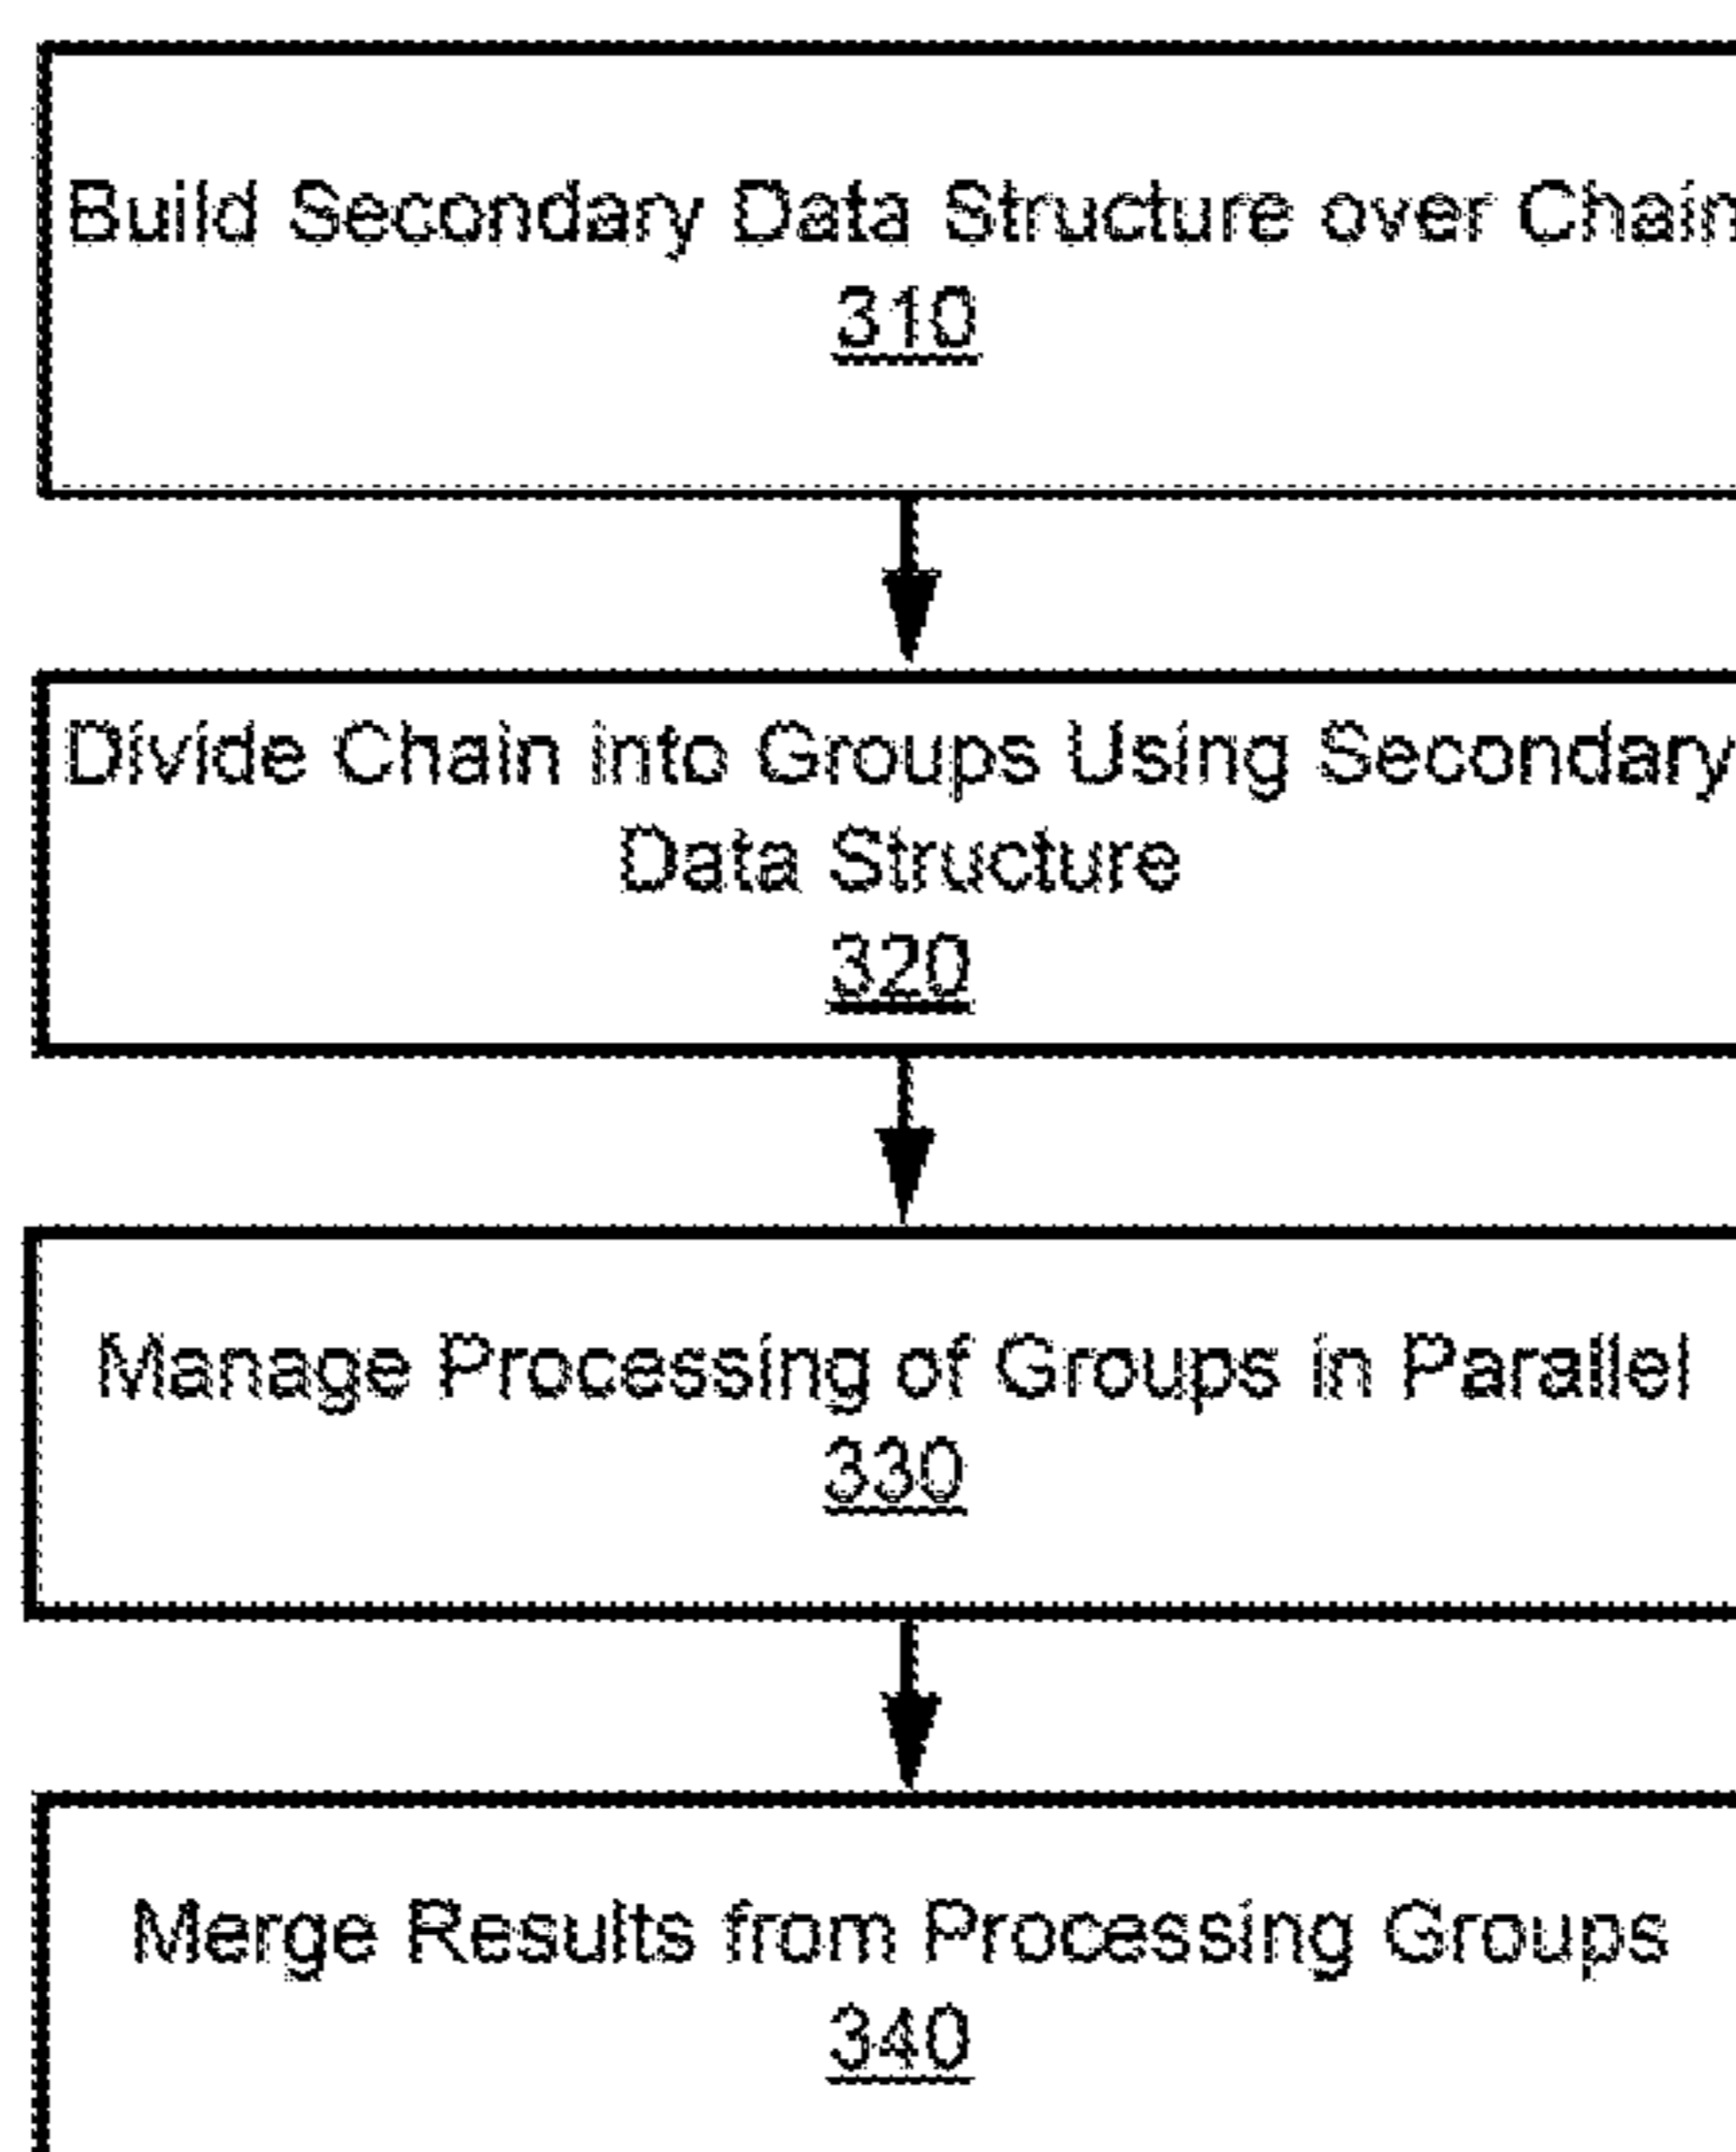 Build Secondary Data Structure over Chain
310
Divide Chain into Groups Using Secondary
Data Structure
320
Manage Processing of Groups in Parallel
330
Merge Results from Processing Groups
340